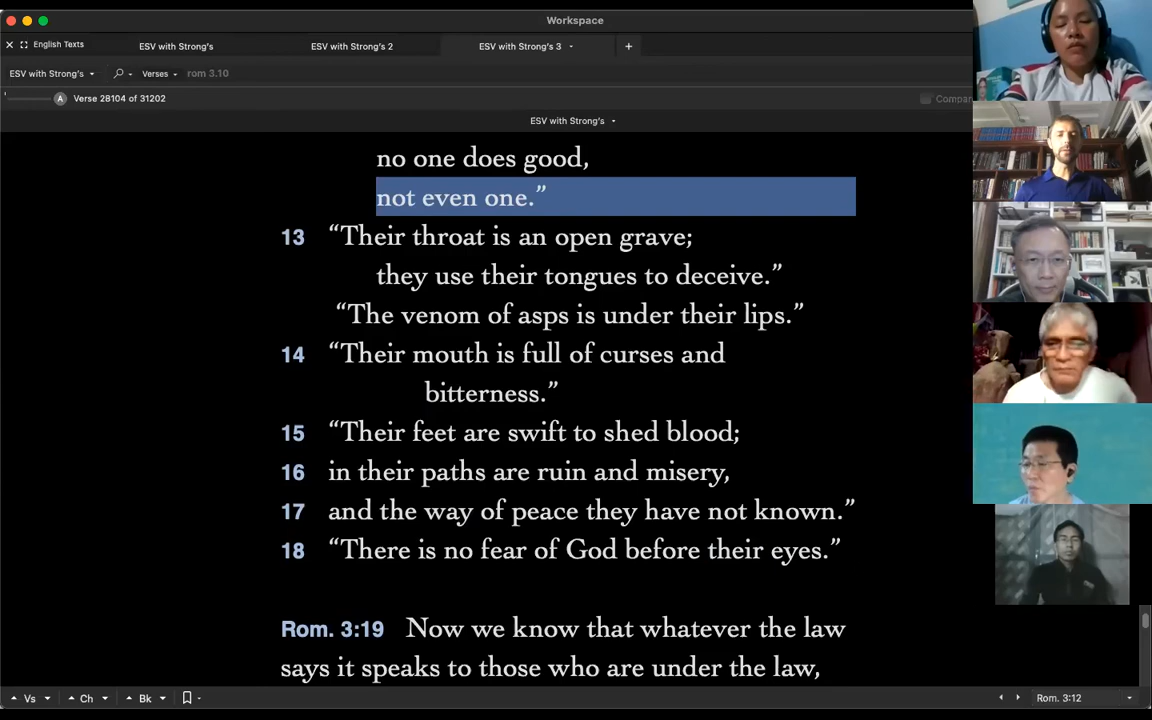 Workspace
English Texts
ESV with Strong's
ESV with Strong's 2
ESV with Strong's 3
ESV with Strong's
Verses
rom 3.10
A
Verse 28104 of 31202
Compar
ESV with Strong's
no one does good,
not even one.”
13 “Their throat is an open grave;
they use their tongues to deceive.”
“The venom of asps is under their lips.”
14 “Their mouth is full of curses and
bitterness.”
15 “Their feet are swift to shed blood;
16 in their paths are ruin and misery,
17 and the way of peace they have not known.”
18 “There is no fear of God before their eyes.”
Rom. 3:19 Now we know that whatever the law
says it speaks to those who are under the law,
Vs
Ch
Bk
Rom. 3:12